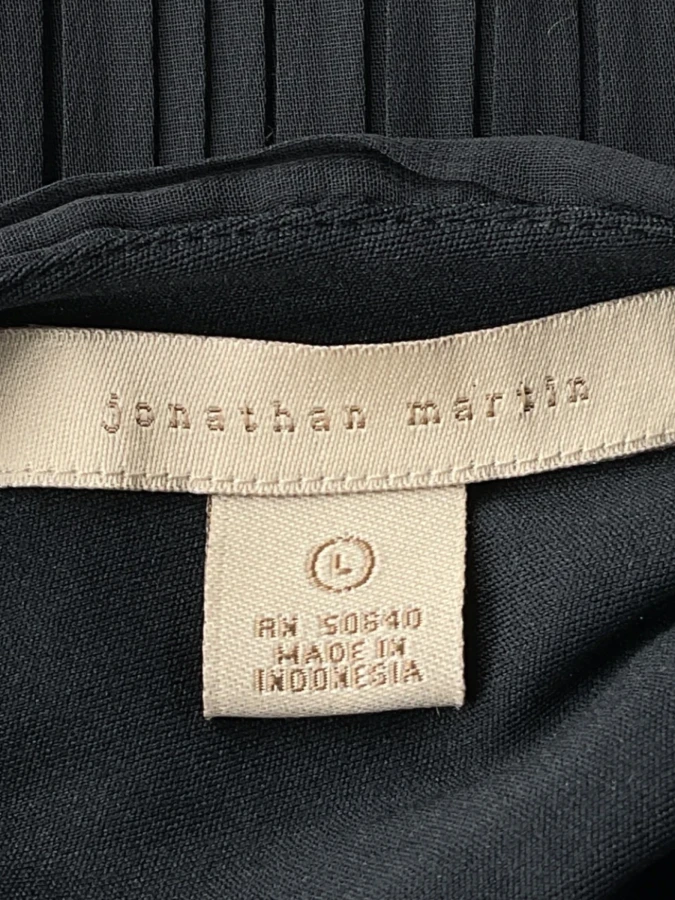 jonathan martin
L
RN 50640
MADE IN
INDONESIA